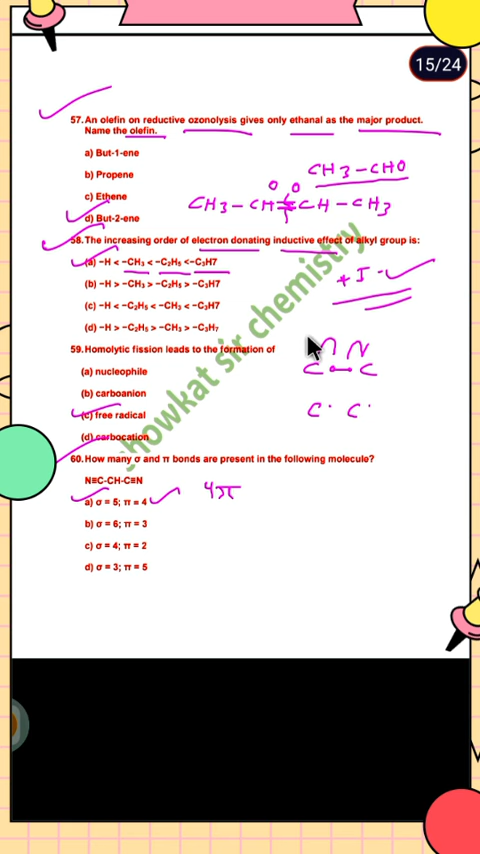 15/24
57. An olefin on reductive ozonolysis gives only ethanal as the major product.
Name the olefin.
a) But-1-ene
b) Propene
CH3-CHO
c) Ethene
O O
CH3-CH=CH-CH3
d) But-2-ene
58. The increasing order of electron donating inductive effect of alkyl group is:
(a) -H < -CH₃ < -C₂H₅ < -C₃H7
+I-
(b) -H > -CH₃ > -C₂H₅ > -C₃H7
(c) -H < -C₂H₅ < -CH₃ < -C₃H7
(d) -H > -C₂H₅ > -CH₃ > -C₃H₇
59. Homolytic fission leads to the formation of
(a) nucleophile
C - C
(b) carboanion
(c) free radical
C· C·
(d) carbocation
60. How many σ and π bonds are present in the following molecule?
N≡C-CH-C≡N
4π
a) σ = 5; π = 4
b) σ = 6; π = 3
c) σ = 4; π = 2
d) σ = 3; π = 5
showkat sir chemistry